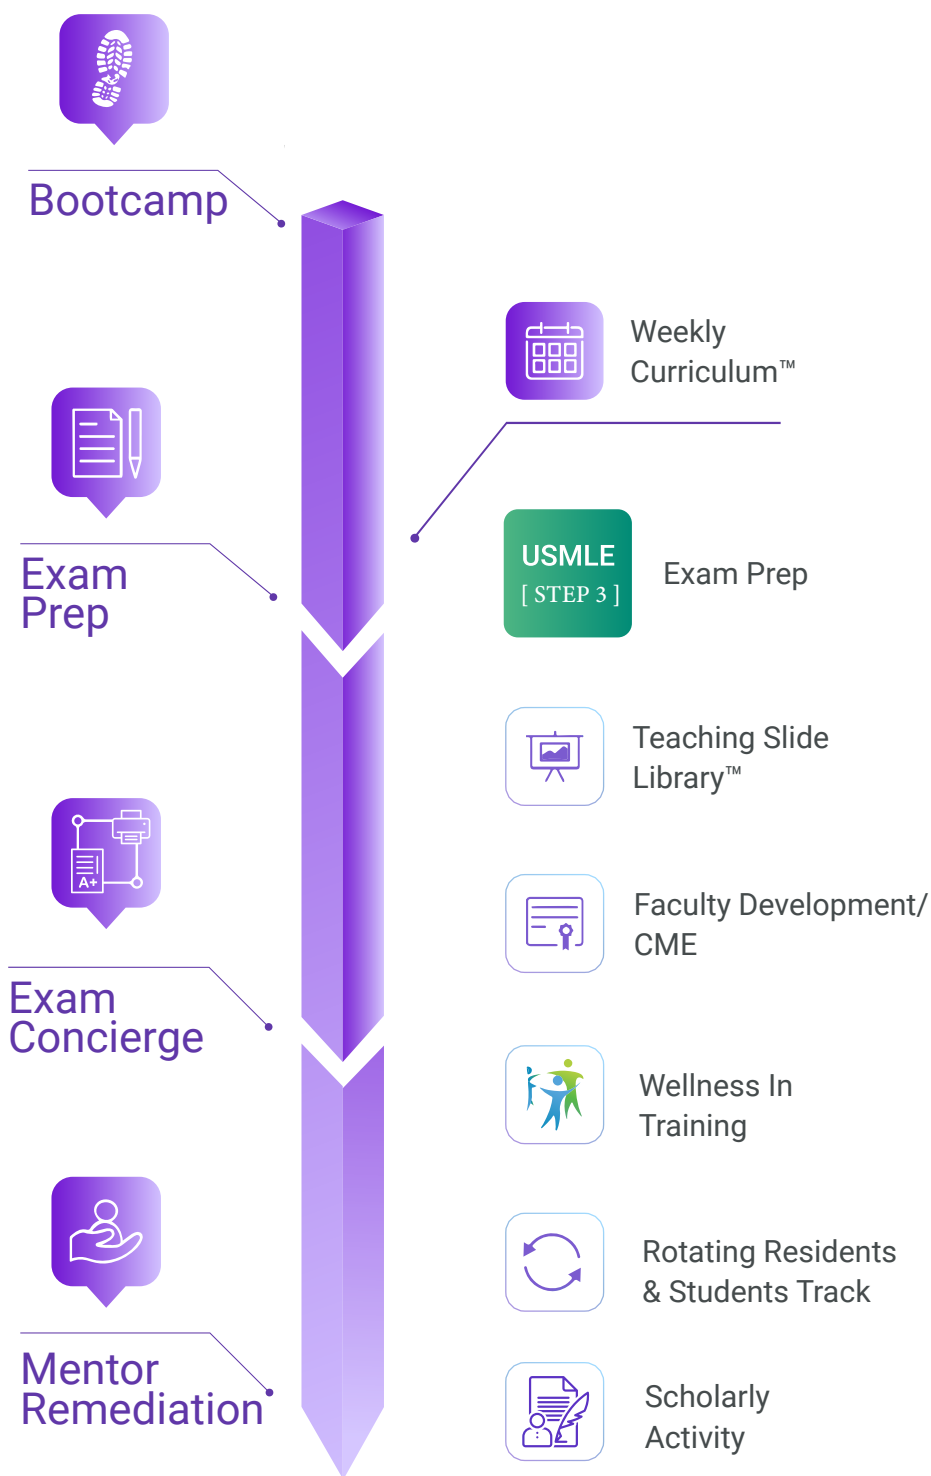 Bootcamp
Weekly
Curriculum™
Exam
Prep
USMLE
[ STEP 3 ]
Exam Prep
Teaching Slide
Library™
A+
Exam
Concierge
Faculty Development/
CME
Wellness In
Training
Mentor
Remediation
Rotating Residents
& Students Track
Scholarly
Activity